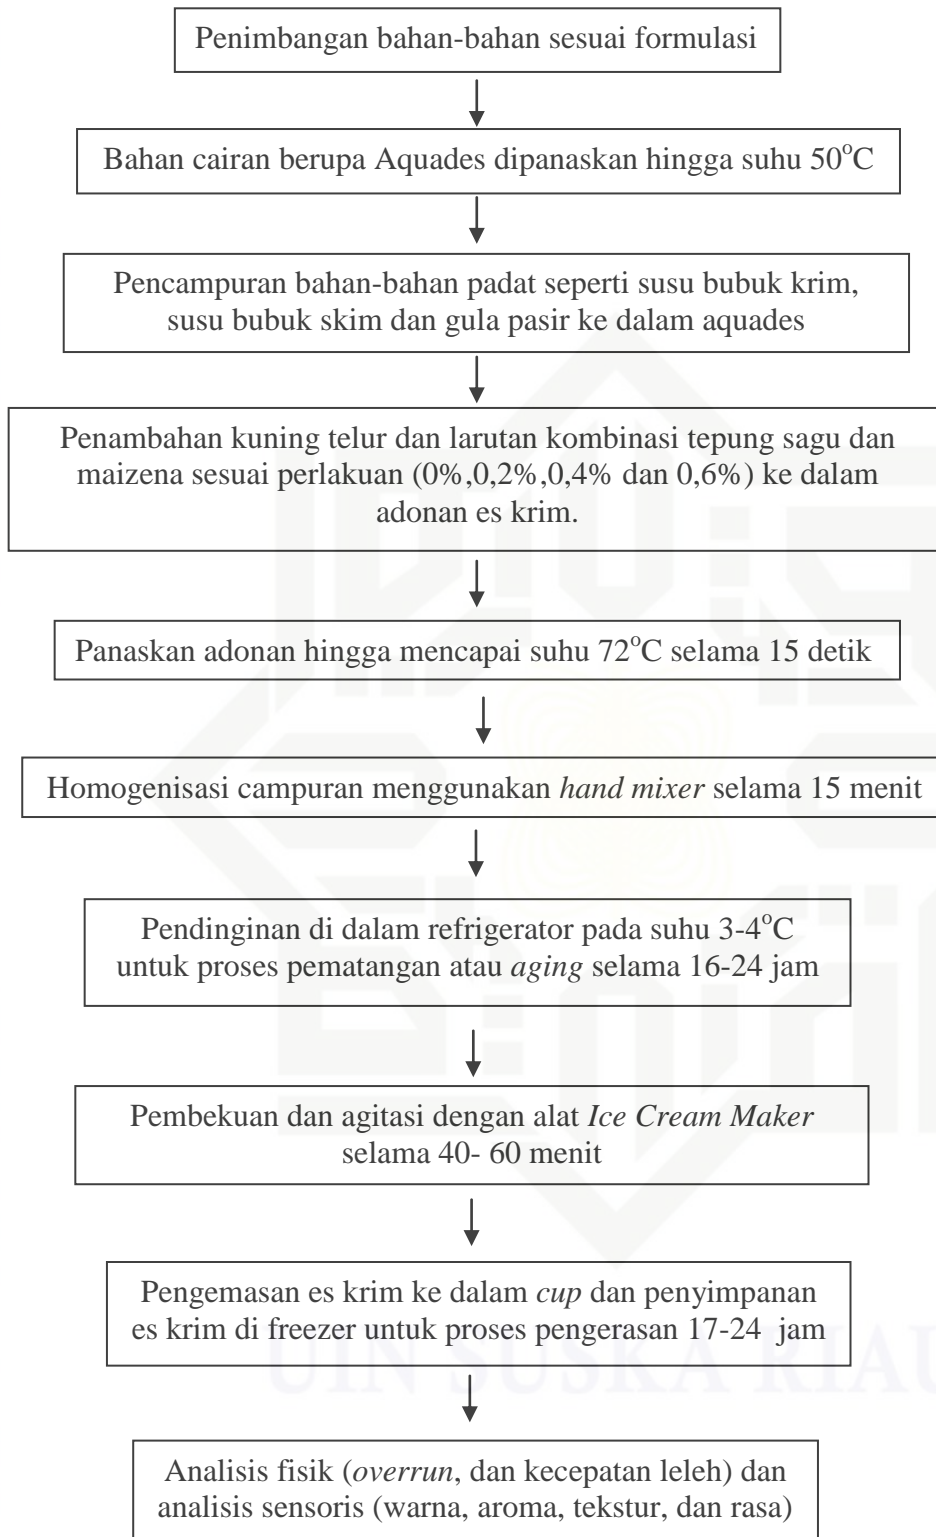 Penimbangan bahan-bahan sesuai formulasi
Bahan cairan berupa Aquades dipanaskan hingga suhu 50°C
Pencampuran bahan-bahan padat seperti susu bubuk krim,
susu bubuk skim dan gula pasir ke dalam aquades
Penambahan kuning telur dan larutan kombinasi tepung sagu dan
maizena sesuai perlakuan (0%,0,2%,0,4% dan 0,6%) ke dalam
adonan es krim.
Panaskan adonan hingga mencapai suhu 72°C selama 15 detik
Homogenisasi campuran menggunakan hand mixer selama 15 menit
Pendinginan di dalam refrigerator pada suhu 3-4°C
untuk proses pematangan atau aging selama 16-24 jam
Pembekuan dan agitasi dengan alat Ice Cream Maker
selama 40- 60 menit
Pengemasan es krim ke dalam cup dan penyimpanan
es krim di freezer untuk proses pengerasan 17-24 jam
UIN SUSKA RIAU
Analisis fisik (overrun, dan kecepatan leleh) dan
analisis sensoris (warna, aroma, tekstur, dan rasa)